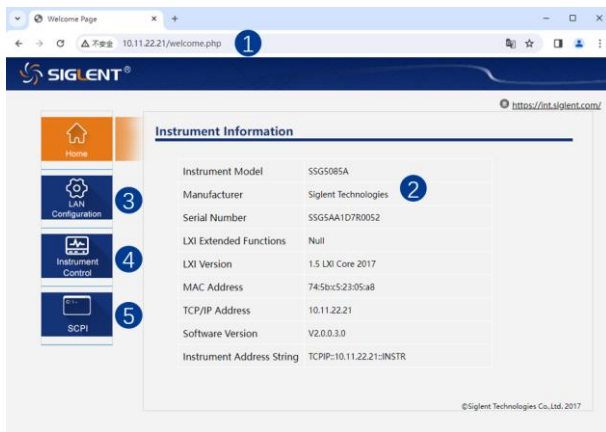 Welcome Page
不安全 10.11.22.21/welcome.php 1
SIGLENT®
https://int.siglent.com/
Home
Instrument Information
Instrument Model SSG5085A
Manufacturer Siglent Technologies 2
LAN Configuration 3
Serial Number SSG5AA1D7R0052
LXI Extended Functions Null
Instrument Control 4
LXI Version 1.5 LXI Core 2017
MAC Address 74:5b:c5:23:05:a8
C:\-
SCPI 5
TCP/IP Address 10.11.22.21
Software Version V2.0.0.3.0
Instrument Address String TCPIP::10.11.22.21::INSTR
©Siglent Technologies Co.,Ltd. 2017